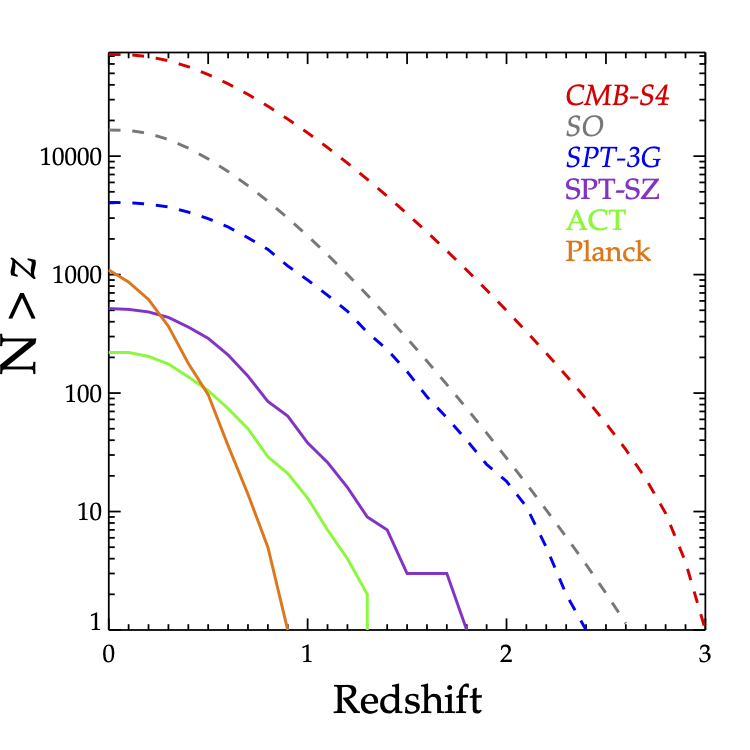 CMB-S4
SO
SPT-3G
SPT-SZ
ACT
Planck
10000
1000
100
10
1
N > z
0
1
2
3
Redshift